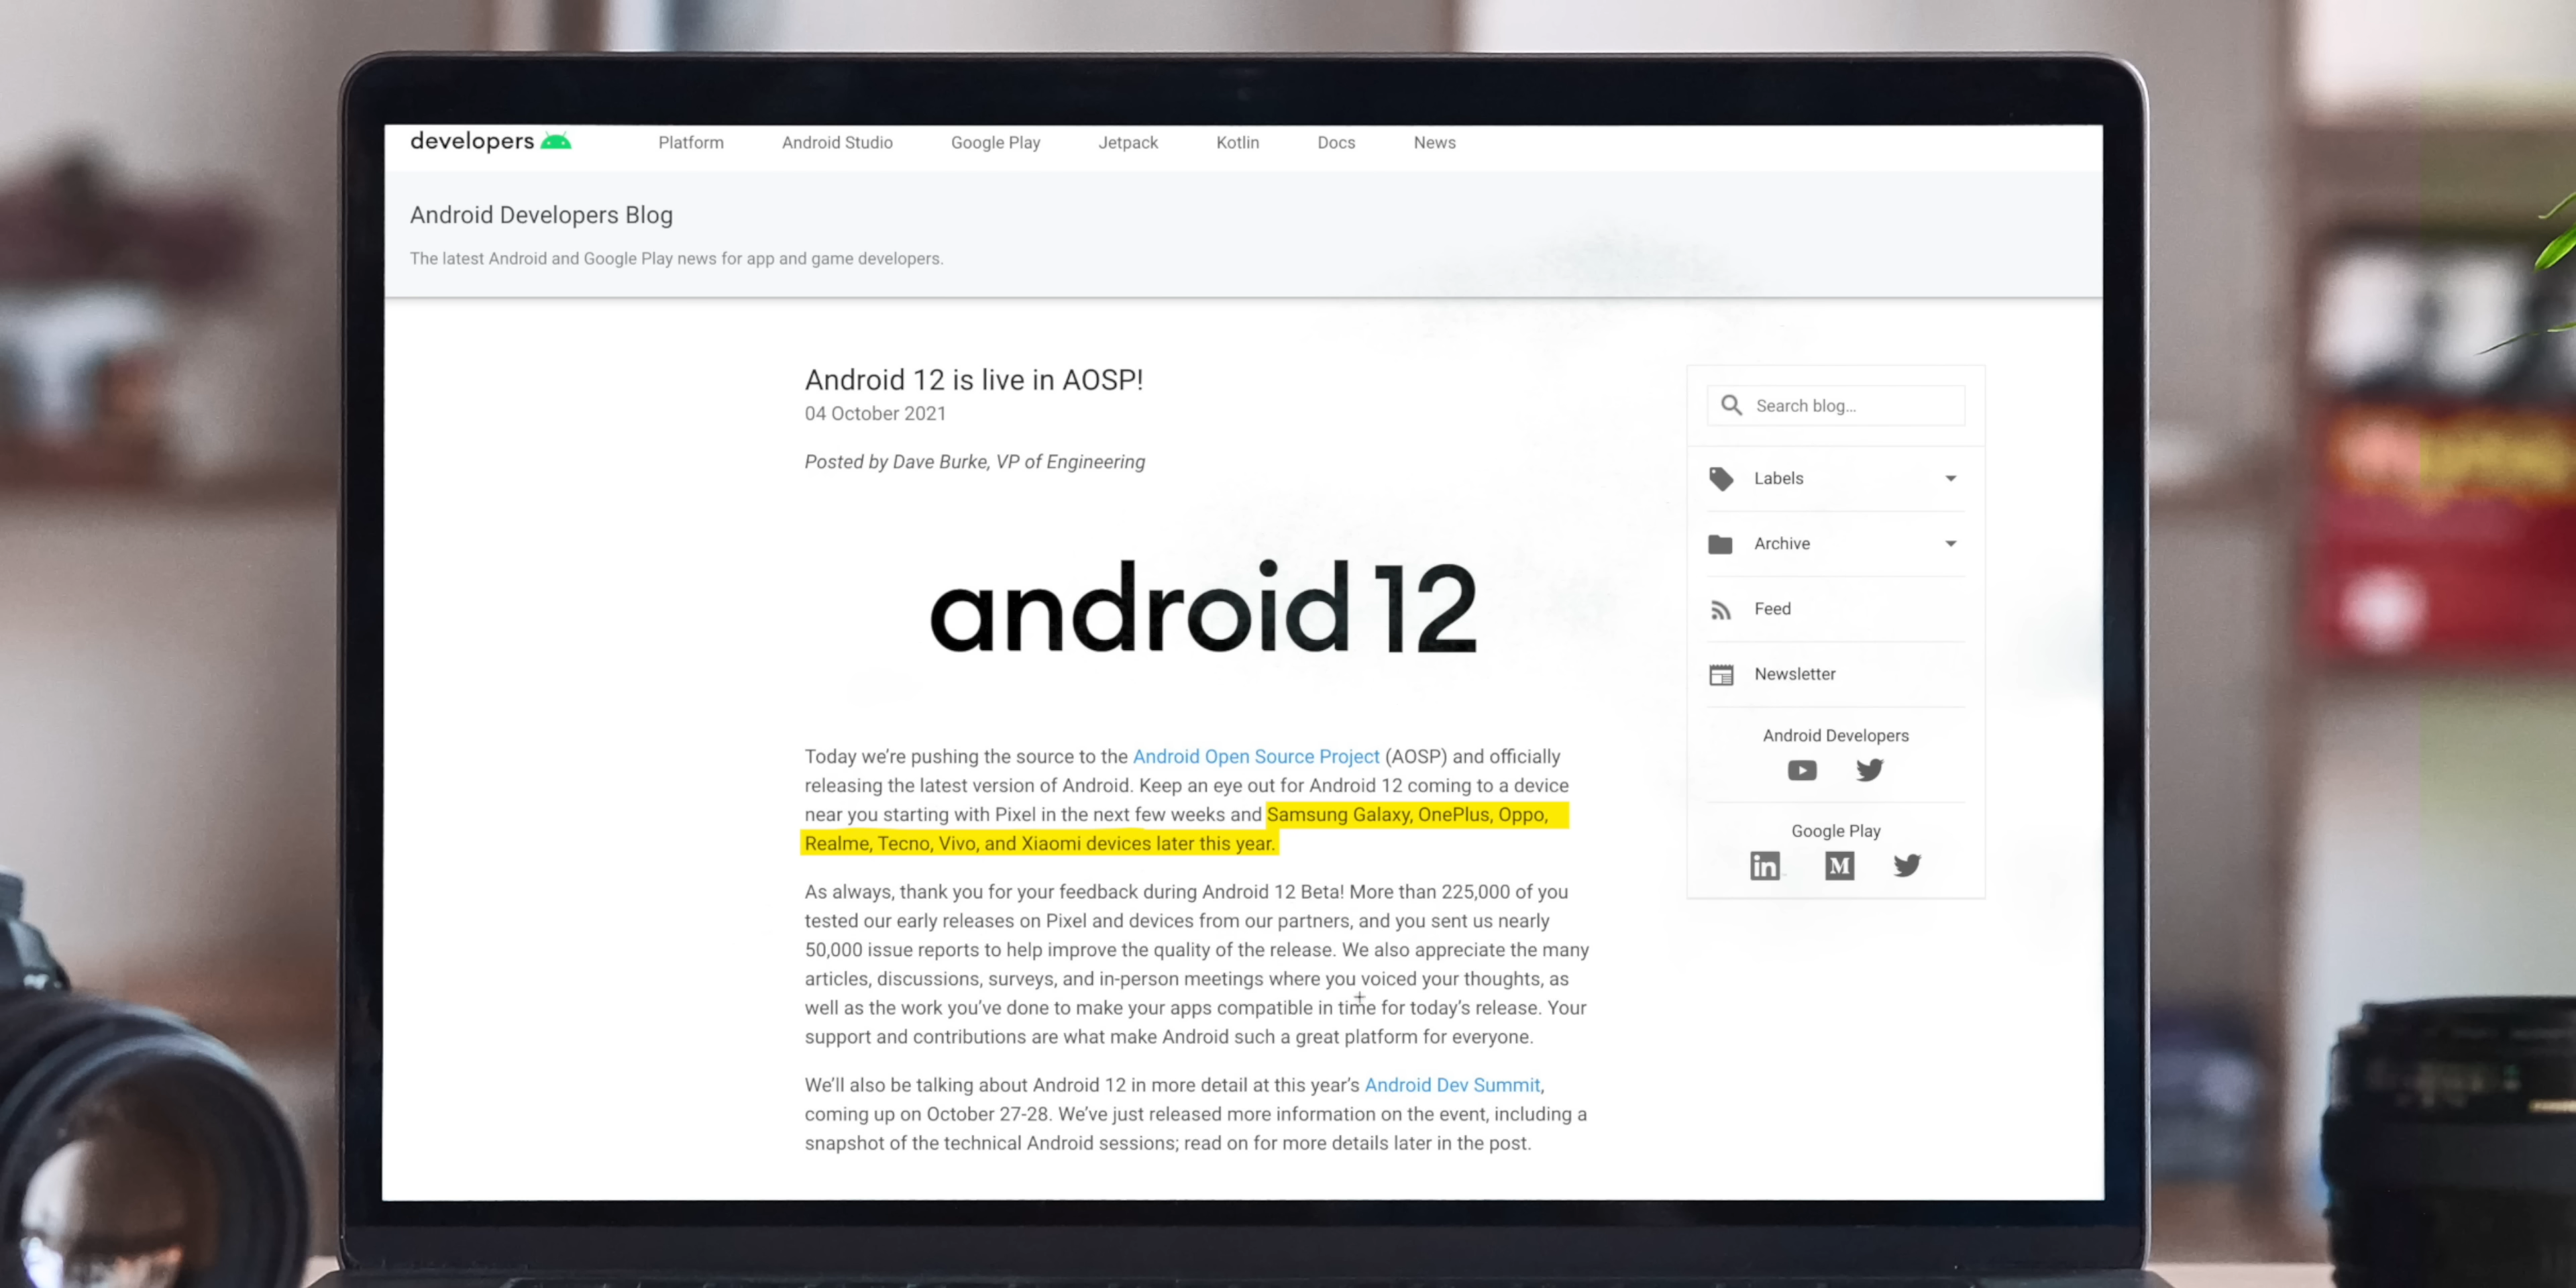 developers
Platform
Android Studio
Google Play
Jetpack
Kotlin
Docs
News
Android Developers Blog
The latest Android and Google Play news for app and game developers.
Android 12 is live in AOSP!
04 October 2021
Posted by Dave Burke, VP of Engineering
android 12
Today we’re pushing the source to the Android Open Source Project (AOSP) and officially
releasing the latest version of Android. Keep an eye out for Android 12 coming to a device
near you starting with Pixel in the next few weeks and Samsung Galaxy, OnePlus, Oppo,
Realme, Tecno, Vivo, and Xiaomi devices later this year.
As always, thank you for your feedback during Android 12 Beta! More than 225,000 of you
tested our early releases on Pixel and devices from our partners, and you sent us nearly
50,000 issue reports to help improve the quality of the release. We also appreciate the many
articles, discussions, surveys, and in-person meetings where you voiced your thoughts, as
well as the work you’ve done to make your apps compatible in time for today’s release. Your
support and contributions are what make Android such a great platform for everyone.
We’ll also be talking about Android 12 in more detail at this year’s Android Dev Summit,
coming up on October 27-28. We’ve just released more information on the event, including a
snapshot of the technical Android sessions; read on for more details later in the post.
Search blog…
Labels
Archive
Feed
Newsletter
Android Developers
Google Play
in
M